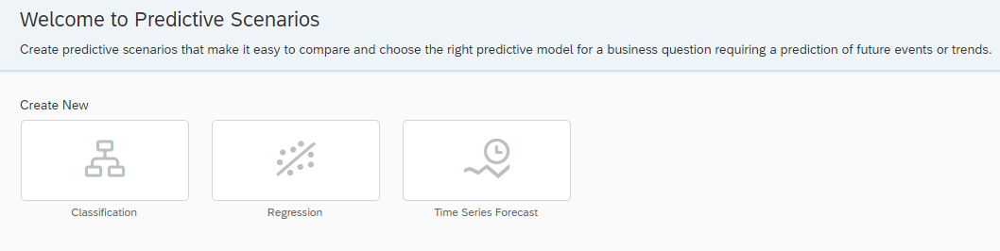 Welcome to Predictive Scenarios
Create predictive scenarios that make it easy to compare and choose the right predictive model for a business question requiring a prediction of future events or trends.
Create New
Classification
Regression
Time Series Forecast